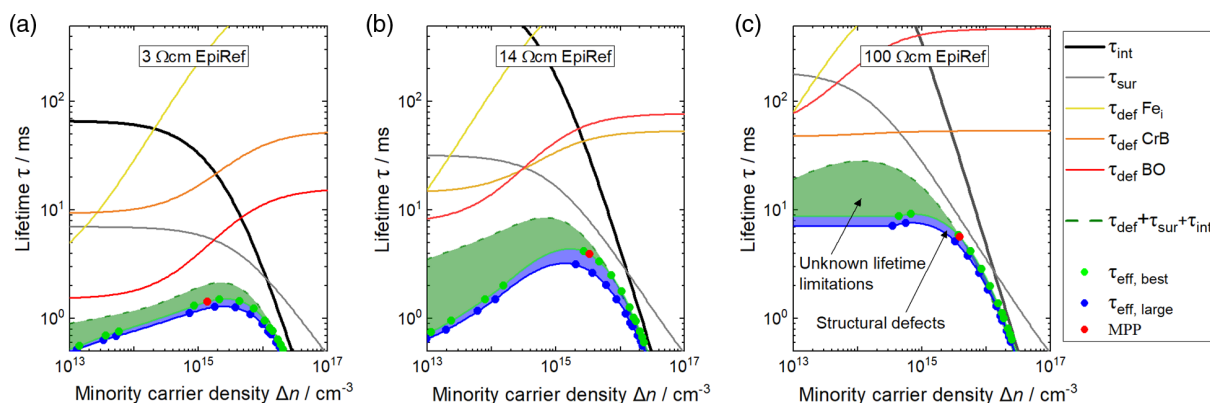 (a)
(b)
(c)
3 Ωcm EpiRef
14 Ωcm EpiRef
100 Ωcm EpiRef
Lifetime τ / ms
10²
10¹
10⁰
10¹³
10¹⁵
10¹⁷
Minority carrier density Δn / cm⁻³
Lifetime τ / ms
10²
10¹
10⁰
10¹³
10¹⁵
10¹⁷
Minority carrier density Δn / cm⁻³
Lifetime τ / ms
10²
10¹
10⁰
Unknown lifetime
limitations
Structural defects
10¹³
10¹⁵
10¹⁷
Minority carrier density Δn / cm⁻³
τint
τsur
τdef Feᵢ
τdef CrB
τdef BO
τdef+τsur+τint
τeff, best
τeff, large
MPP